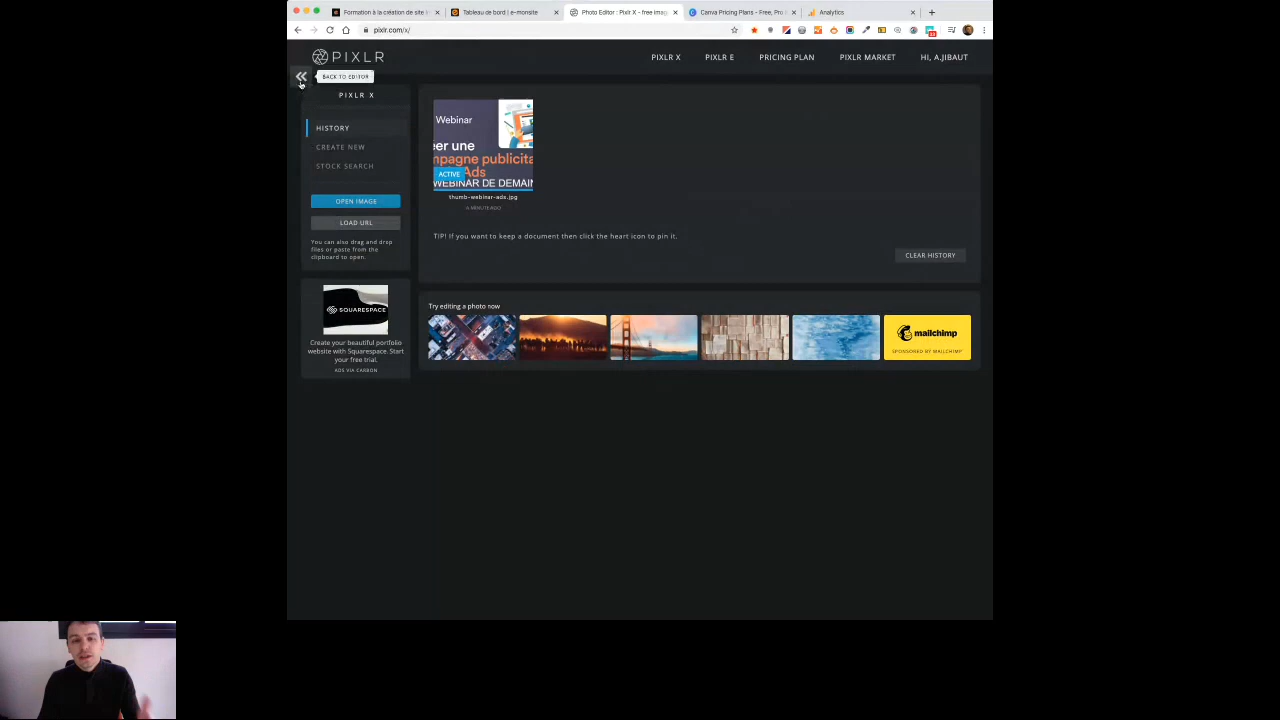 Formation à la création de site in
Tableau de bord | e-monsite
Photo Editor : Pixlr X - free imag
Canva Pricing Plans - Free, Pro
Analytics
pixlr.com/x/
PIXLR
PIXLR X
PIXLR E
PRICING PLAN
PIXLR MARKET
HI, A.JIBAUT
BACK TO EDITOR
PIXLR X
HISTORY
CREATE NEW
STOCK SEARCH
OPEN IMAGE
LOAD URL
You can also drag and drop
files or paste from the
clipboard to open.
Webinar
éer une
mpagne publicita
Ads
ACTIVE
WEBINAR DE DEMAIN
thumb-webinar-ads.jpg
A MINUTE AGO
TIP! If you want to keep a document then click the heart icon to pin it.
CLEAR HISTORY
SQUARESPACE
Create your beautiful portfolio
website with Squarespace. Start
your free trial.
ADS VIA CARBON
Try editing a photo now
mailchimp
SPONSORED BY MAILCHIMP